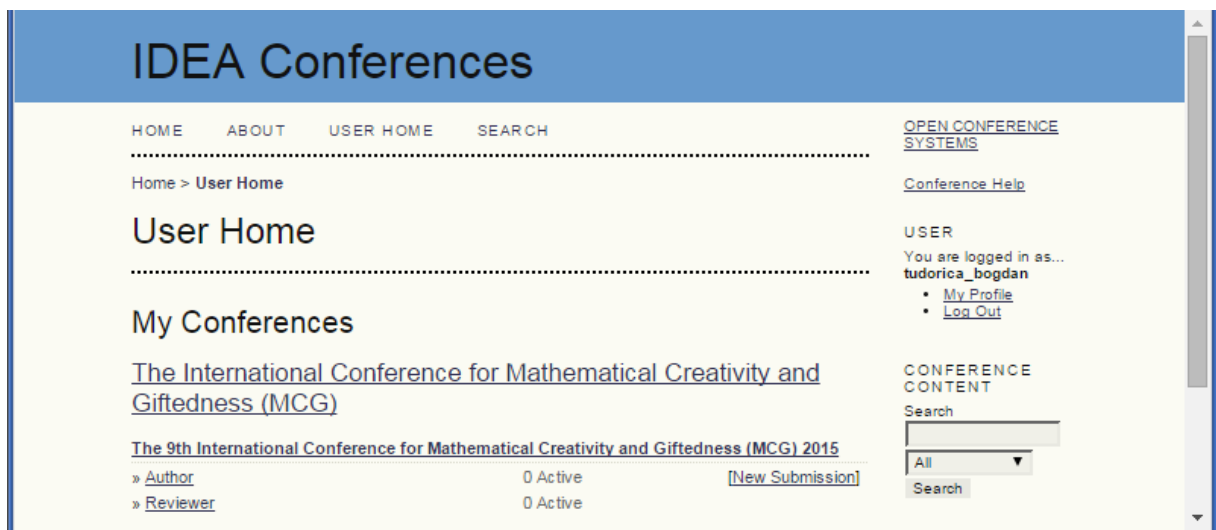 IDEA Conferences
HOME ABOUT USER HOME SEARCH
Home > User Home
User Home
My Conferences
The International Conference for Mathematical Creativity and
Giftedness (MCG)
The 9th International Conference for Mathematical Creativity and Giftedness (MCG) 2015
» Author 0 Active [New Submission]
» Reviewer 0 Active
OPEN CONFERENCE
SYSTEMS
Conference Help
USER
You are logged in as...
tudorica_bogdan
• My Profile
• Log Out
CONFERENCE
CONTENT
Search
All
Search